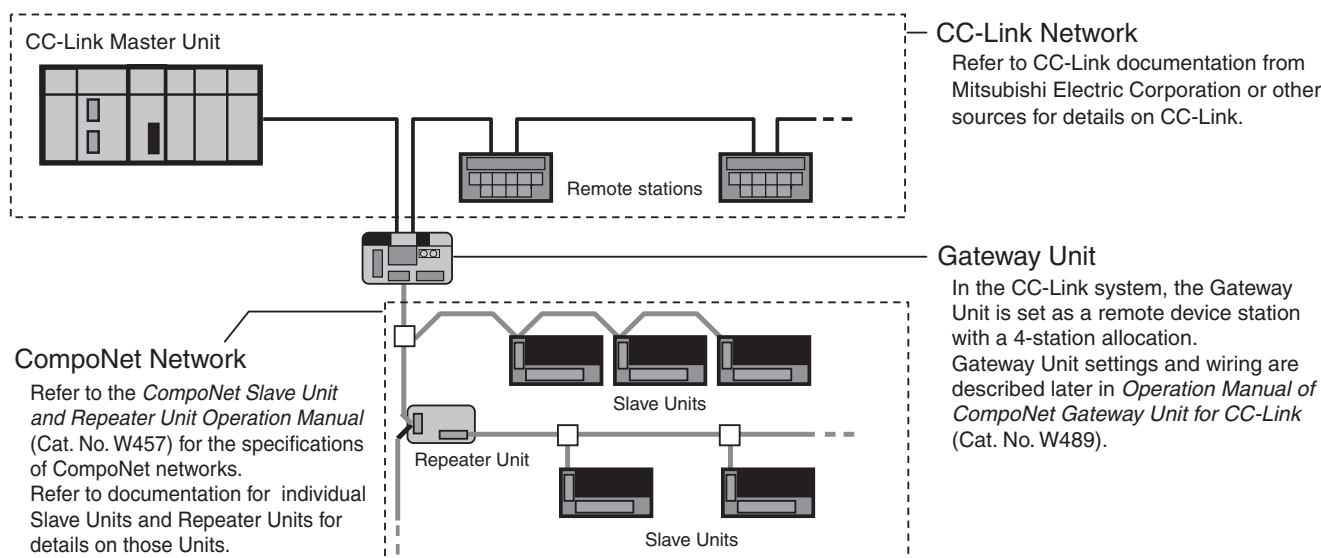 CC-Link Master Unit
CC-Link Network
Refer to CC-Link documentation from
Mitsubishi Electric Corporation or other
sources for details on CC-Link.
Remote stations
Gateway Unit
In the CC-Link system, the Gateway
Unit is set as a remote device station
with a 4-station allocation.
Gateway Unit settings and wiring are
described later in Operation Manual of
CompoNet Gateway Unit for CC-Link
(Cat. No. W489).
CompoNet Network
Refer to the CompoNet Slave Unit
and Repeater Unit Operation Manual
(Cat. No. W457) for the specifications
of CompoNet networks.
Refer to documentation for individual
Slave Units and Repeater Units for
details on those Units.
Slave Units
Repeater Unit
Slave Units